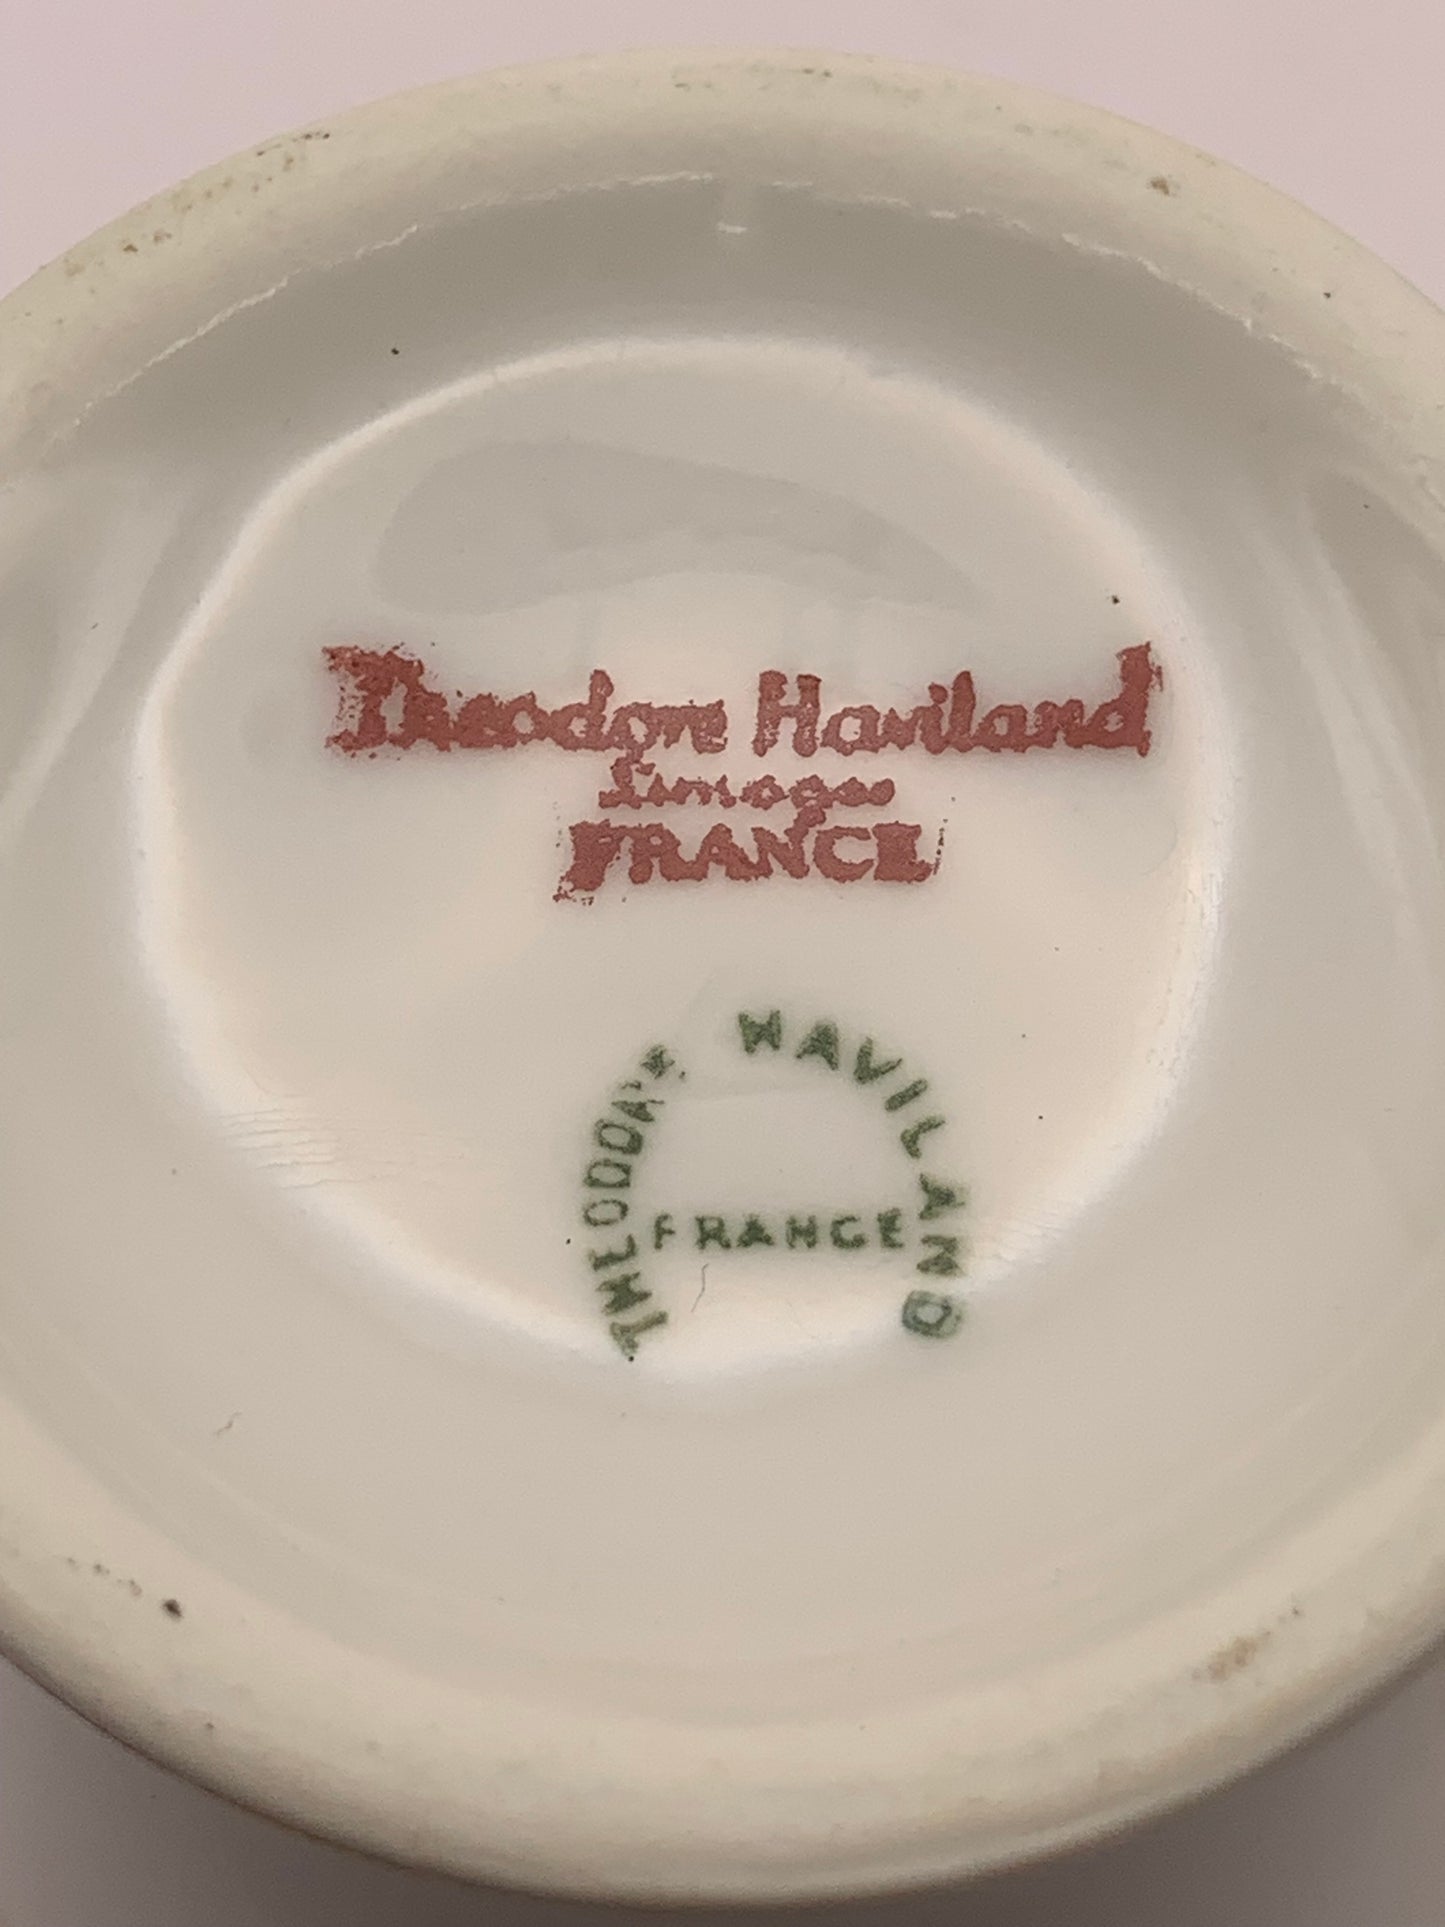 Theodore Haviland
Limoges
FRANCE
THEODORE HAVILAND
FRANCE